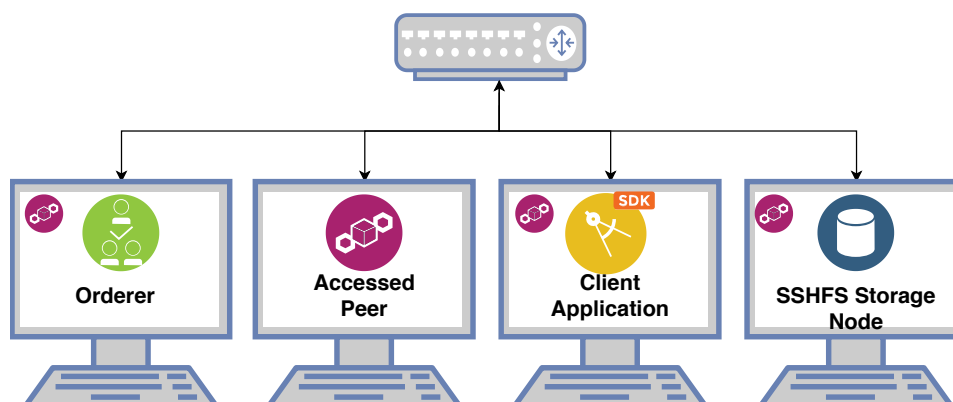 SDK
Orderer
Accessed
Peer
Client
Application
SSHFS Storage
Node